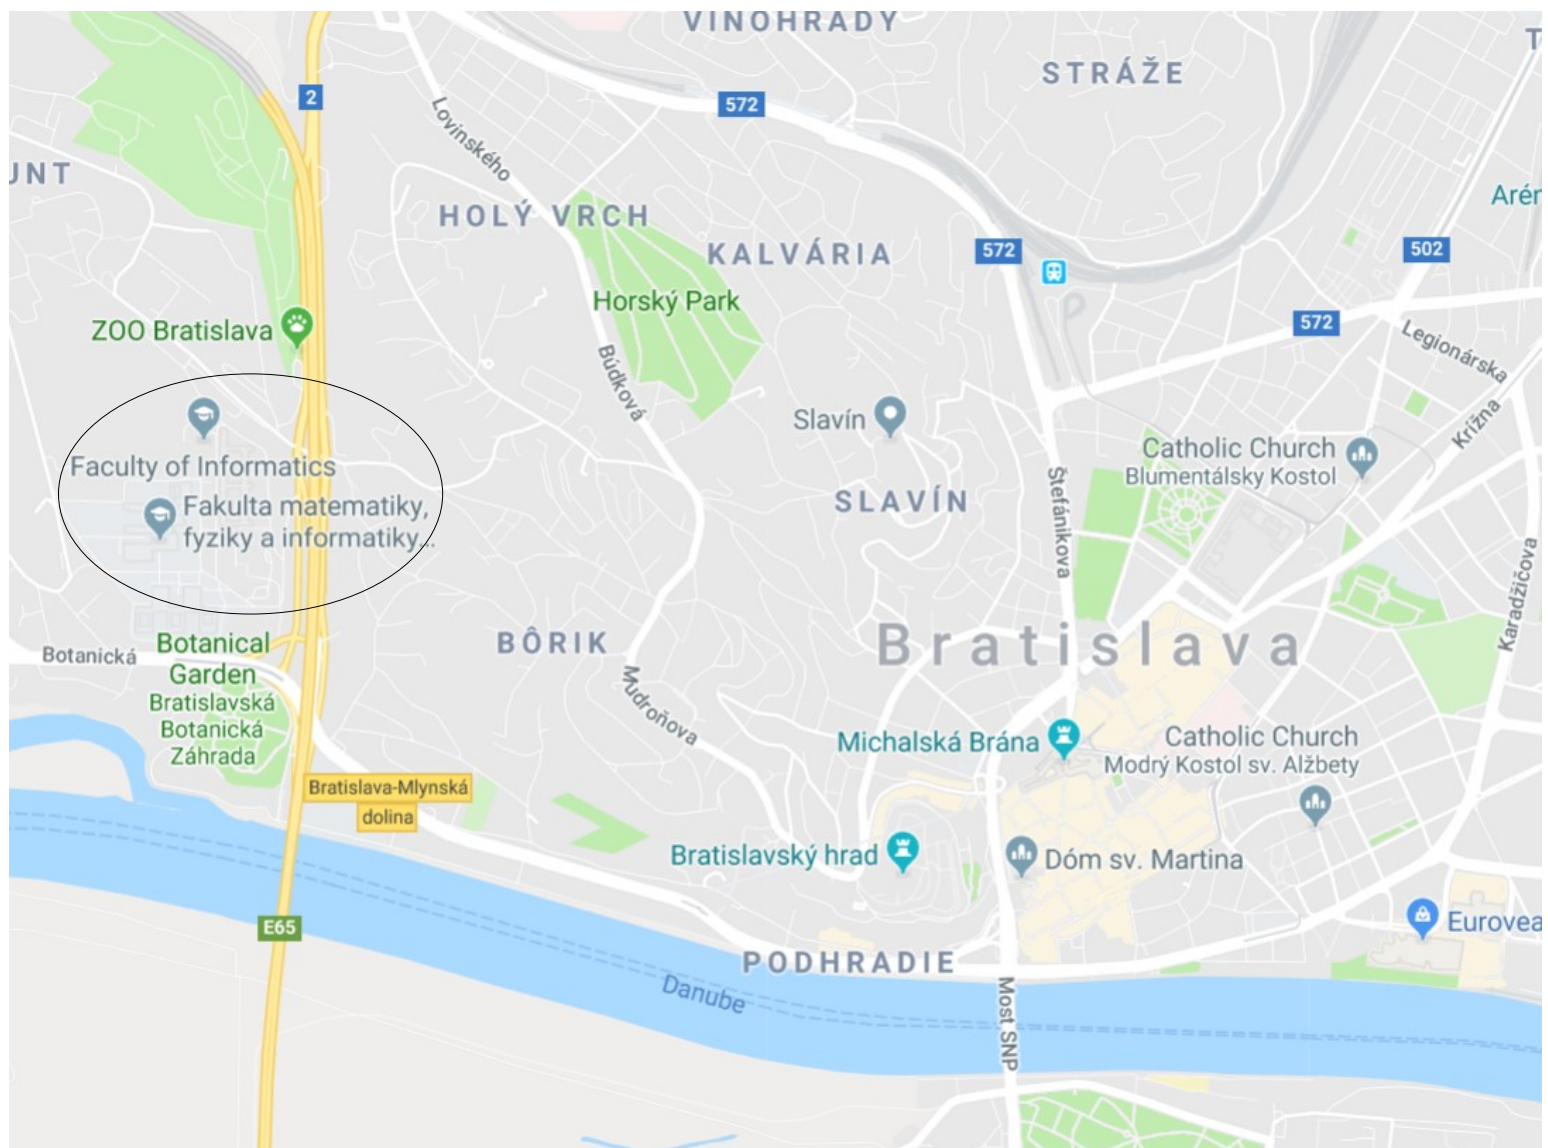 VINOHRADY
STRÁŽE
2
572
Lovinského
HOLÝ VRCH
KALVÁRIA
572
502
Horský Park
572
ZOO Bratislava
Legionárska
Búdková
Slavín
Krížna
Catholic Church
Blumentálsky Kostol
Faculty of Informatics
Fakulta matematiky,
fyziky a informatiky...
SLAVÍN
Štefánikova
Karadžičova
BÔRIK
Bratislava
Botanická
Botanical
Garden
Bratislavská
Botanická
Záhrada
Mudroňova
Michalská Brána
Catholic Church
Modrý Kostol sv. Alžbety
Bratislava-Mlynská
dolina
Bratislavský hrad
Dóm sv. Martina
E65
Eurovea
PODHRADIE
Danube
Most SNP